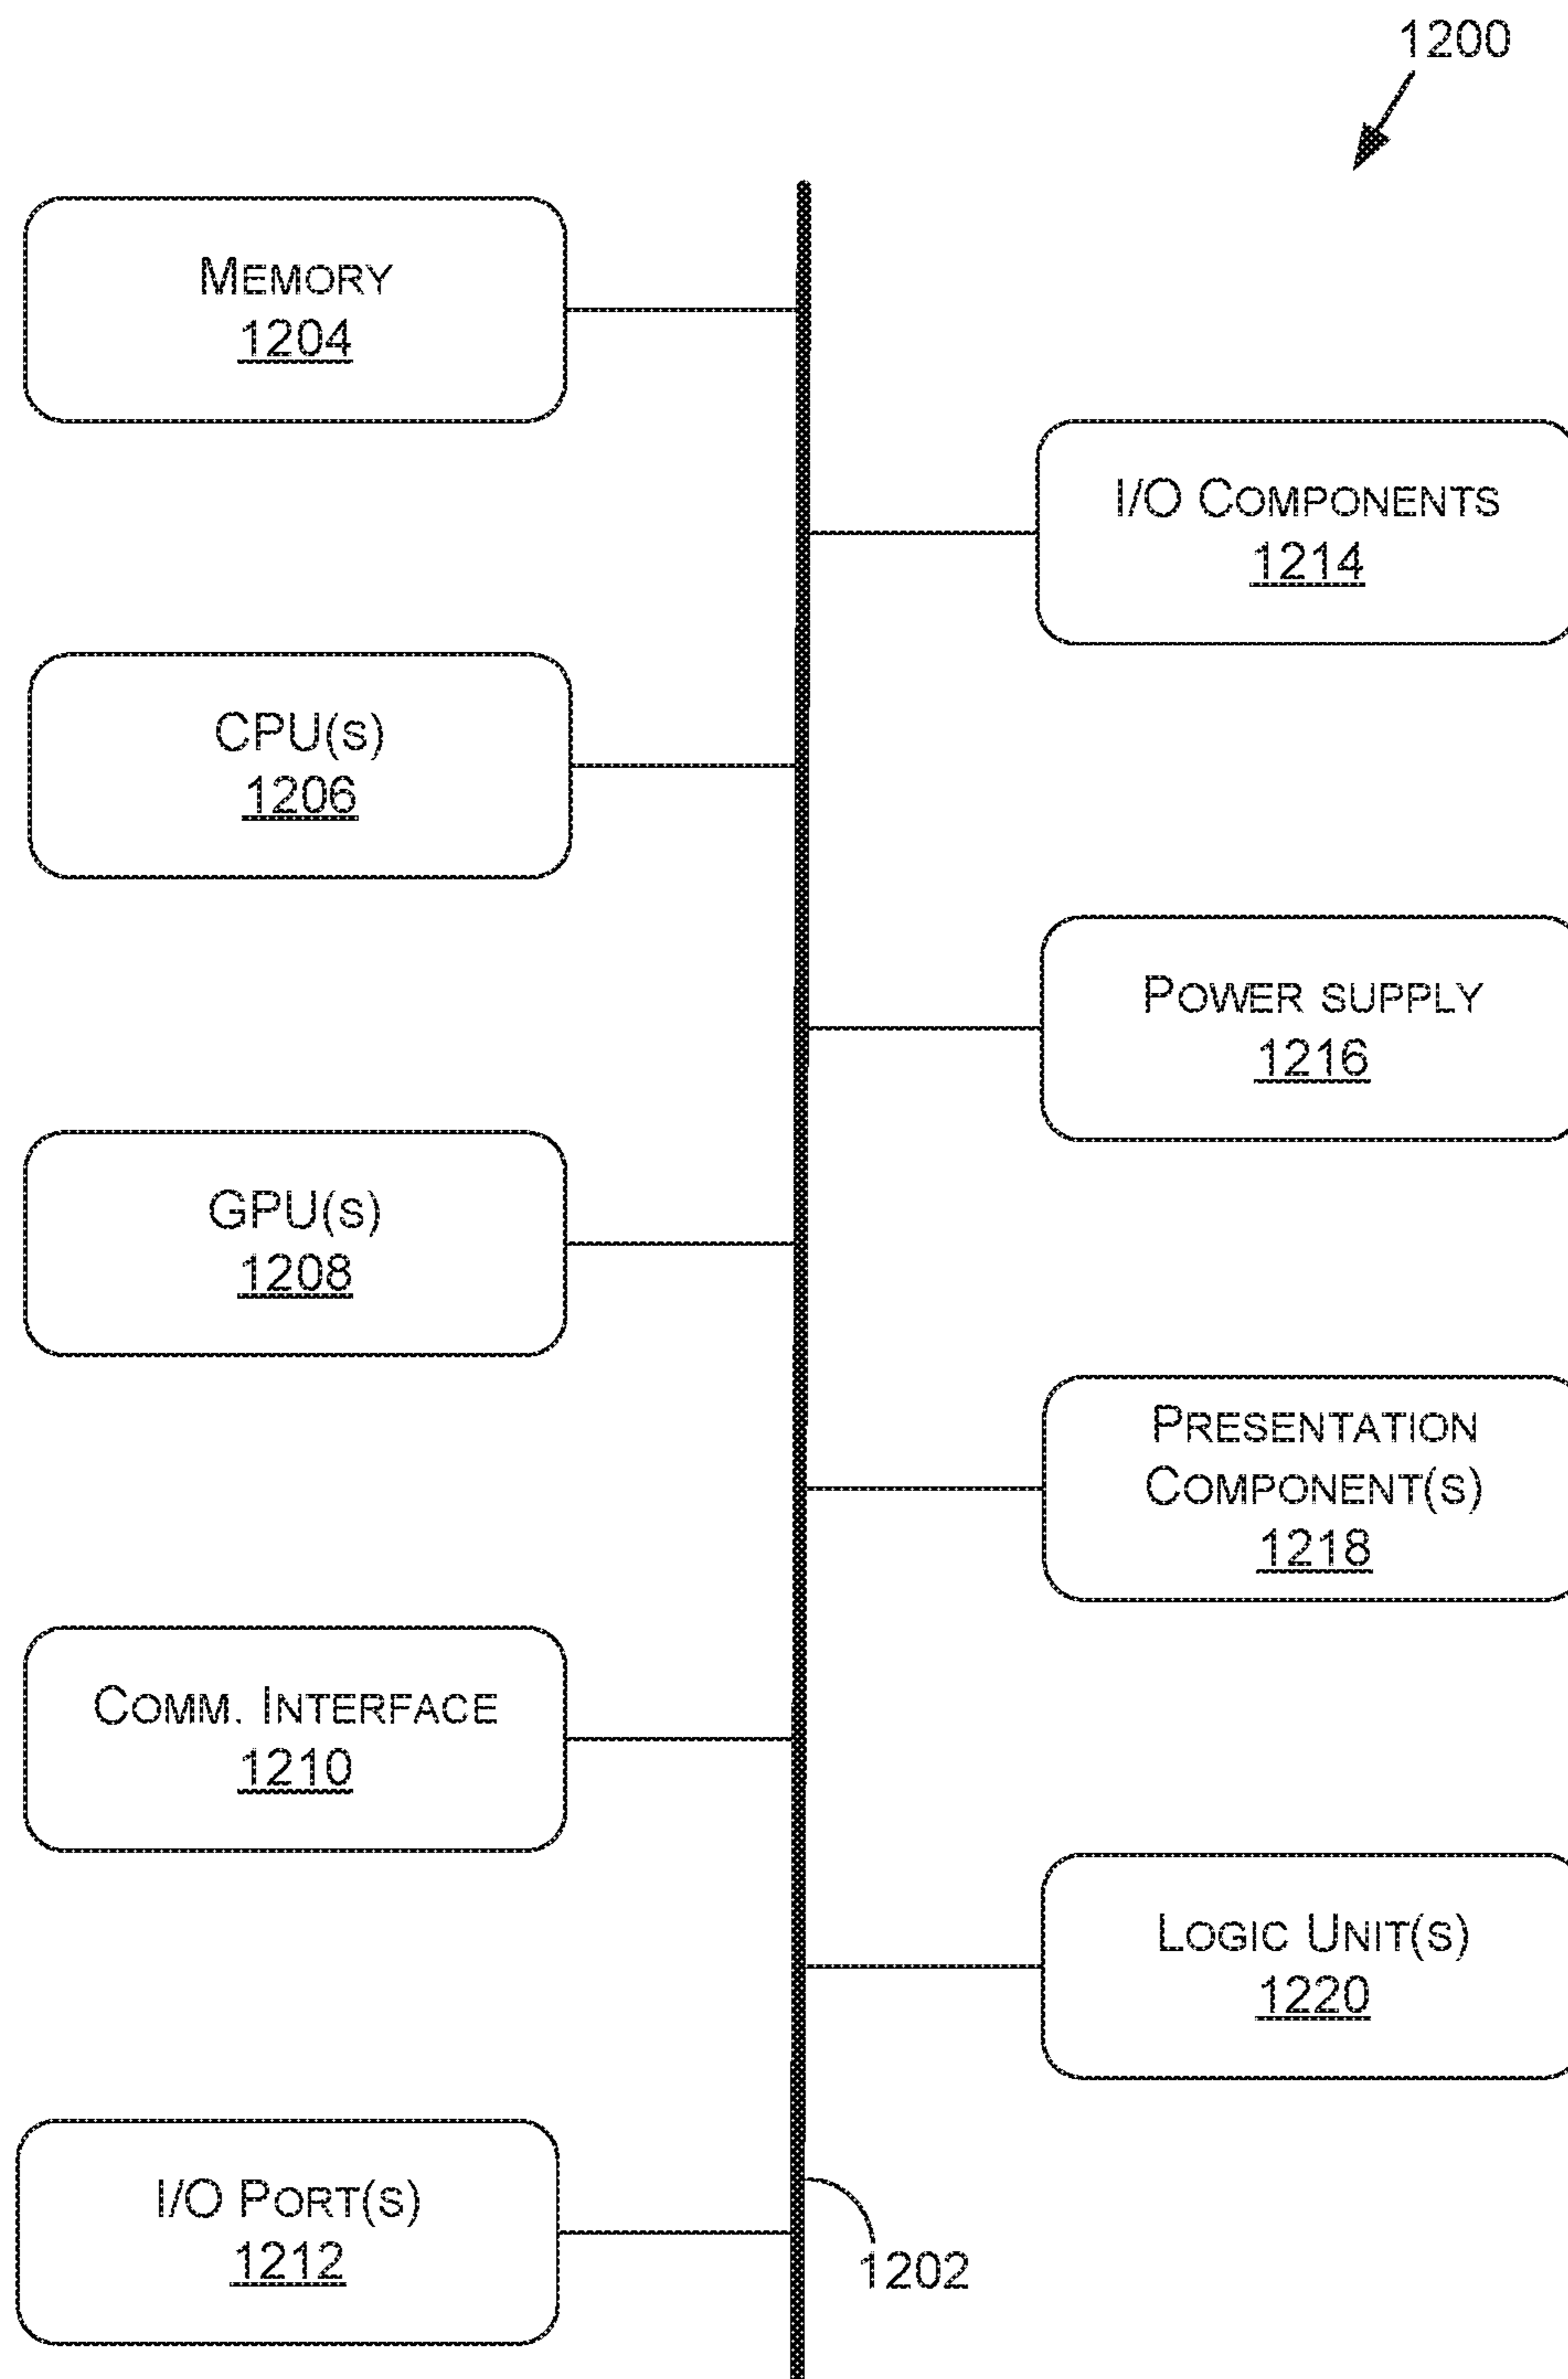 1200
MEMORY
1204
I/O COMPONENTS
1214
CPU(S)
1206
POWER SUPPLY
1216
GPU(S)
1208
PRESENTATION
COMPONENT(S)
1218
COMM. INTERFACE
1210
LOGIC UNIT(S)
1220
I/O PORT(S)
1212
1202